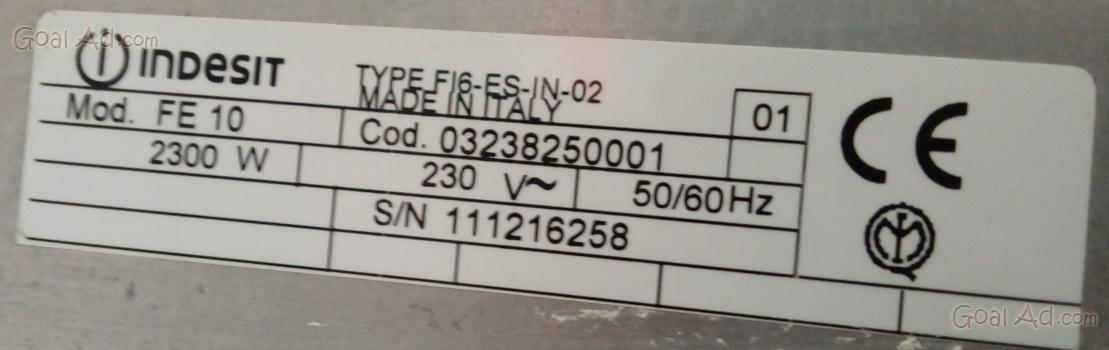 Goal Ad.com
INDESIT
TYPE FI6-ES-IN-02
MADE IN ITALY
01
Mod. FE 10
Cod. 03238250001
2300 W
230 V~
50/60Hz
S/N 111216258
CE
Goal Ad.com